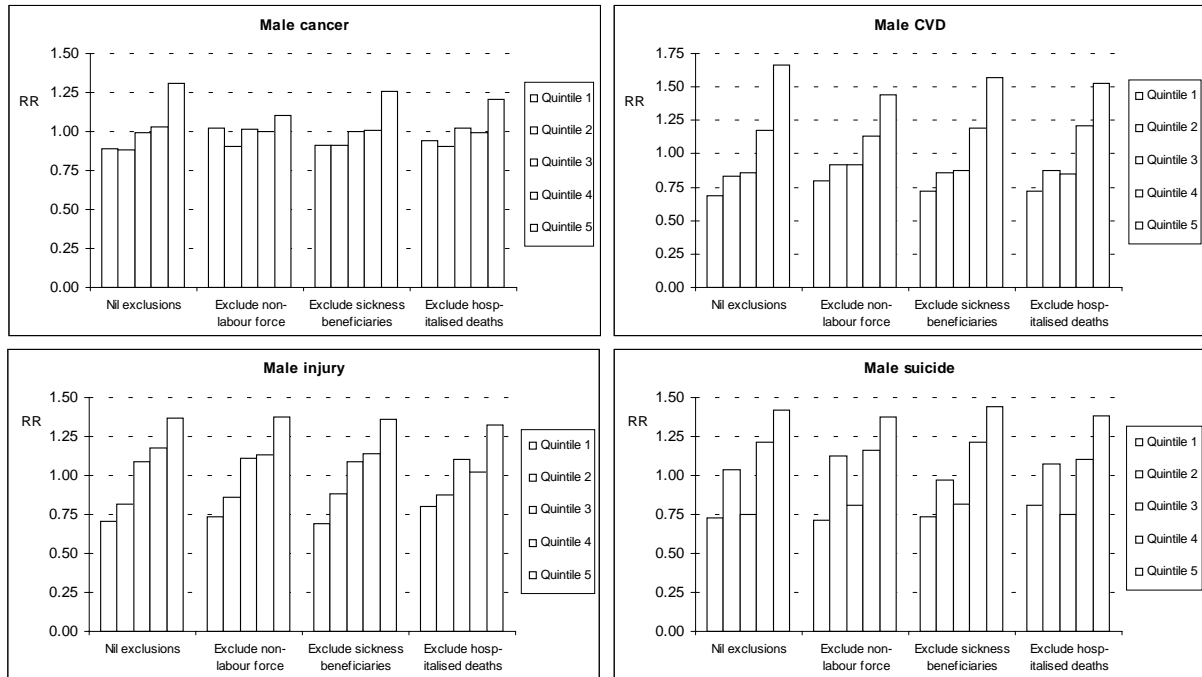 Male cancer
1.50
1.25
1.00
0.75
0.50
0.25
0.00
RR
Nil exclusions
Exclude non-
labour force
Exclude sickness
beneficiaries
Exclude hosp-
italised deaths
Quintile 1
Quintile 2
Quintile 3
Quintile 4
Quintile 5
Male CVD
1.75
1.50
1.25
1.00
0.75
0.50
0.25
0.00
RR
Nil exclusions
Exclude non-
labour force
Exclude sickness
beneficiaries
Exclude hosp-
italised deaths
Quintile 1
Quintile 2
Quintile 3
Quintile 4
Quintile 5
Male injury
1.50
1.25
1.00
0.75
0.50
0.25
0.00
RR
Nil exclusions
Exclude non-
labour force
Exclude sickness
beneficiaries
Exclude hosp-
italised deaths
Quintile 1
Quintile 2
Quintile 3
Quintile 4
Quintile 5
Male suicide
1.50
1.25
1.00
0.75
0.50
0.25
0.00
RR
Nil exclusions
Exclude non-
labour force
Exclude sickness
beneficiaries
Exclude hosp-
italised deaths
Quintile 1
Quintile 2
Quintile 3
Quintile 4
Quintile 5